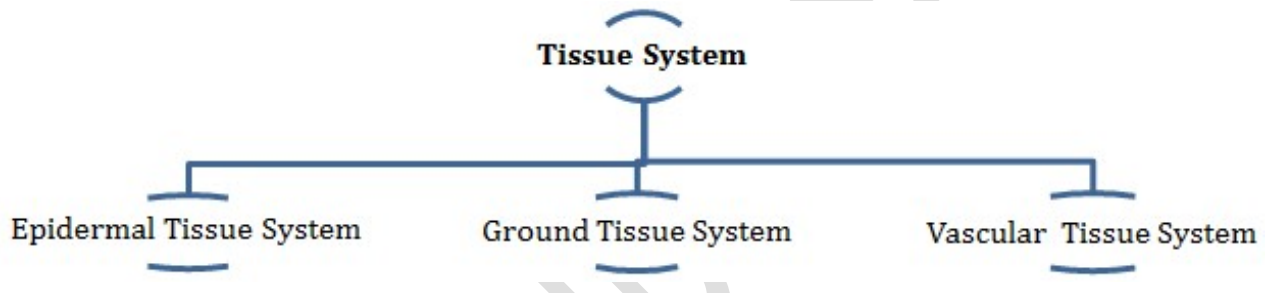 Tissue System
Epidermal Tissue System
Ground Tissue System
Vascular Tissue System